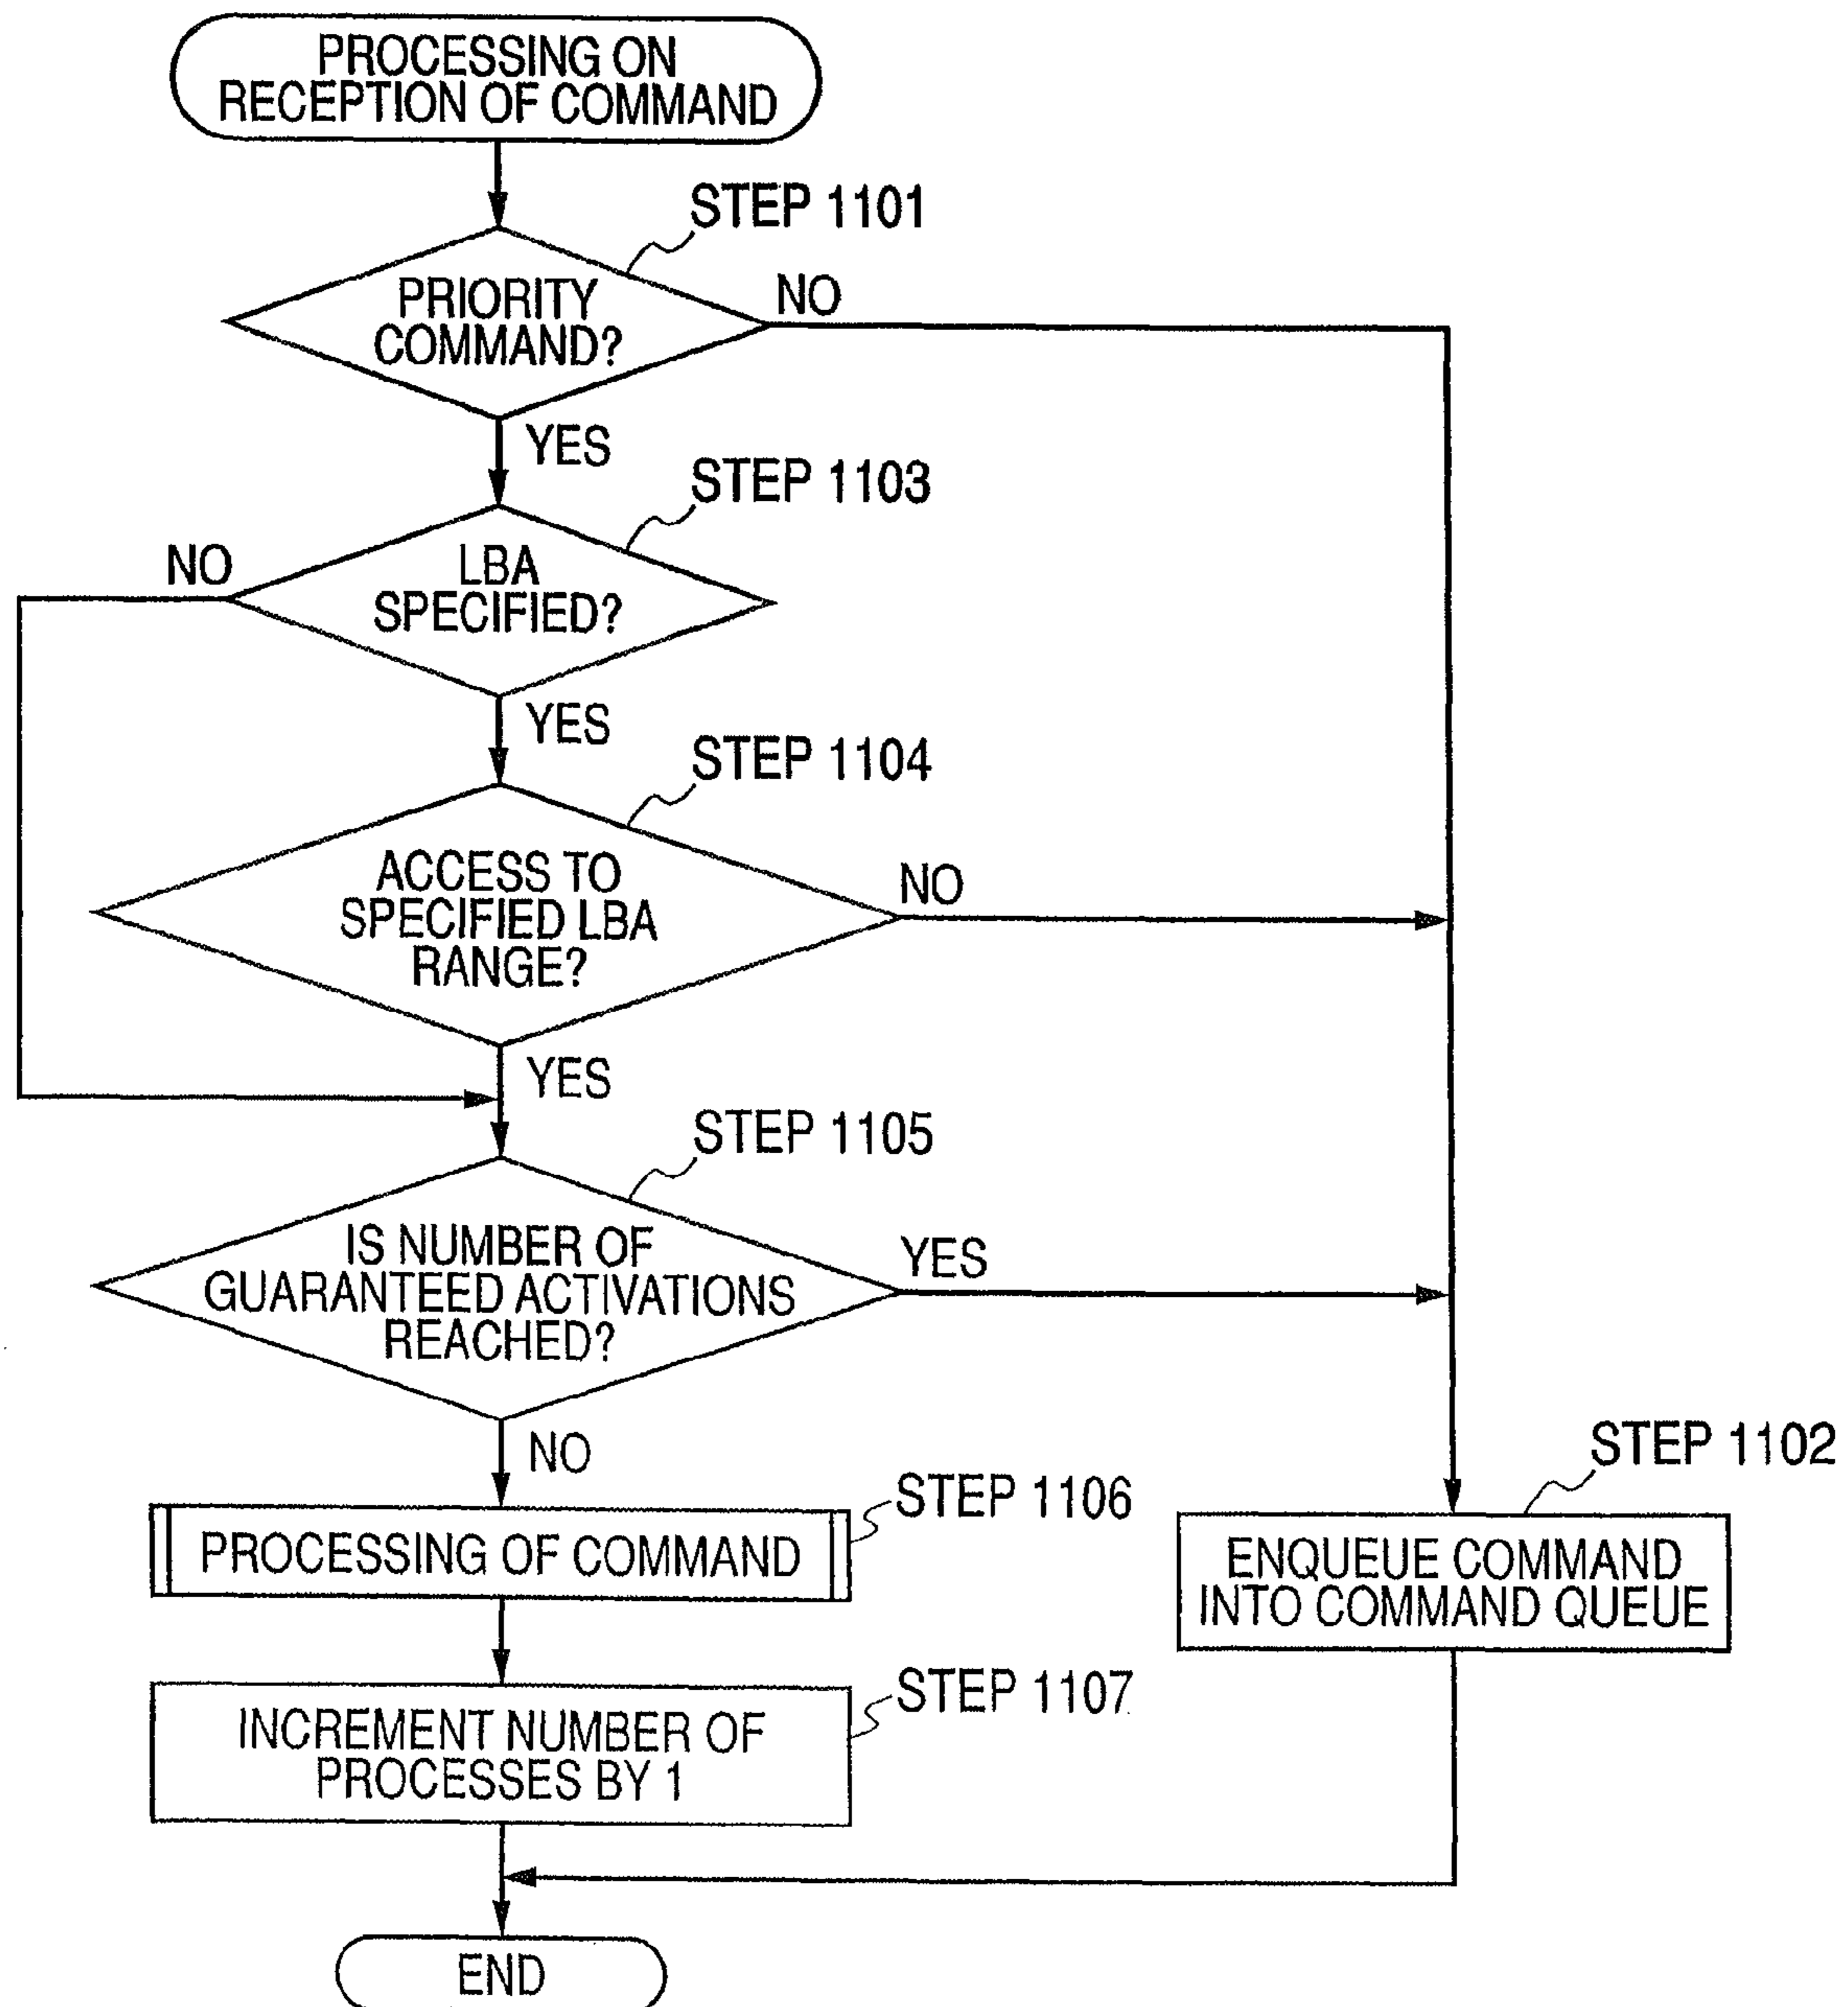 PROCESSING ON
RECEPTION OF COMMAND
STEP 1101
PRIORITY
COMMAND?
NO
YES
STEP 1103
NO
LBA
SPECIFIED?
YES
STEP 1104
ACCESS TO
SPECIFIED LBA
RANGE?
NO
YES
STEP 1105
IS NUMBER OF
GUARANTEED ACTIVATIONS
REACHED?
YES
NO
STEP 1102
STEP 1106
PROCESSING OF COMMAND
ENQUEUE COMMAND
INTO COMMAND QUEUE
STEP 1107
INCREMENT NUMBER OF
PROCESSES BY 1
END